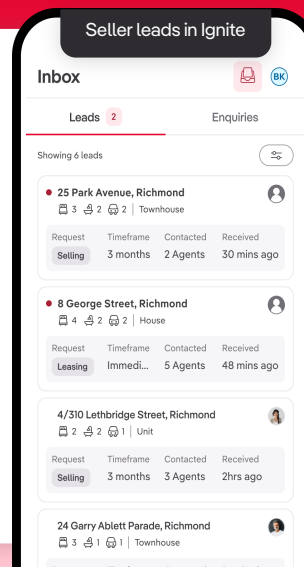 Seller leads in Ignite
Inbox
BK
Leads 2 Enquiries
Showing 6 leads
25 Park Avenue, Richmond
3 2 2 | Townhouse
Request Timeframe Contacted Received
Selling 3 months 2 Agents 30 mins ago
8 George Street, Richmond
4 2 2 | House
Request Timeframe Contacted Received
Leasing Immedi... 5 Agents 48 mins ago
4/310 Lethbridge Street, Richmond
2 2 1 | Unit
Request Timeframe Contacted Received
Selling 3 months 3 Agents 2hrs ago
24 Garry Ablett Parade, Richmond
3 1 1 | Townhouse